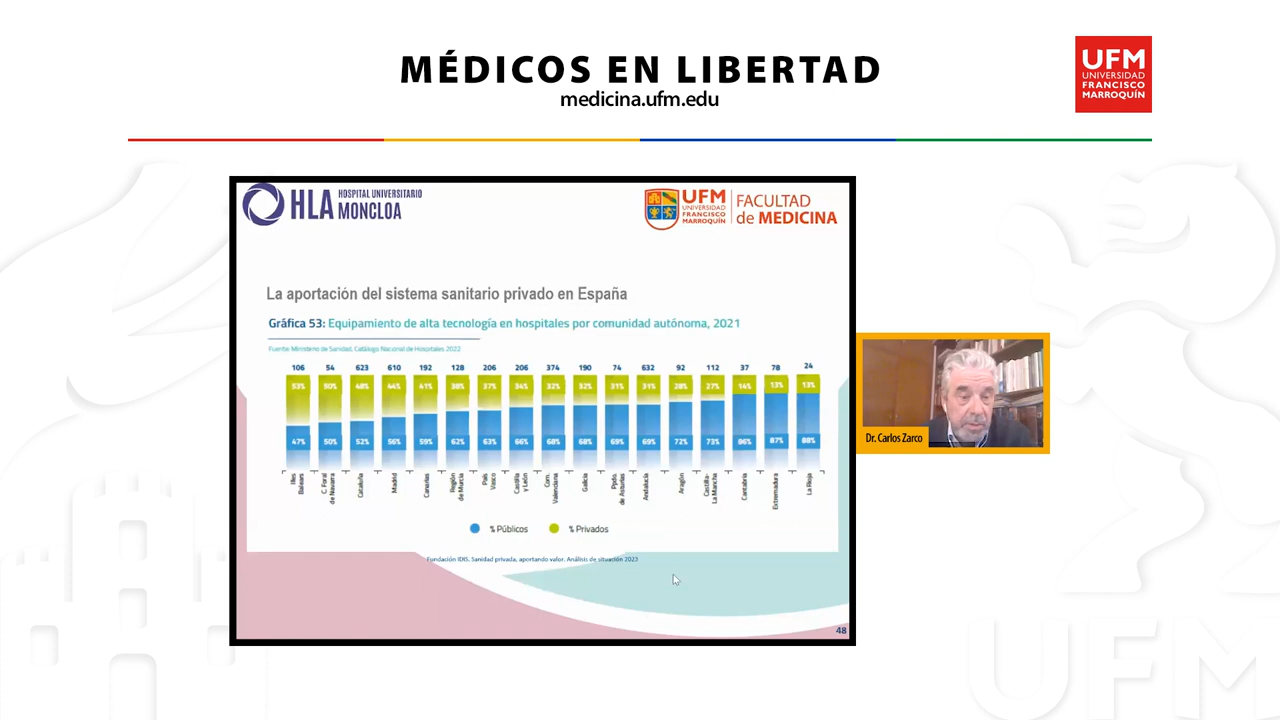 MÉDICOS EN LIBERTAD
medicina.ufm.edu
UFM
UNIVERSIDAD
FRANCISCO
MARROQUÍN
HLA HOSPITAL UNIVERSITARIO
MONCLOA
UFM
UNIVERSIDAD
FRANCISCO
MARROQUÍN
FACULTAD
de MEDICINA
La aportación del sistema sanitario privado en España
Gráfica 53: Equipamiento de alta tecnología en hospitales por comunidad autónoma, 2021
Fuente: Ministerio de Sanidad, Catálogo Nacional de Hospitales 2022
106 54 623 610 192 128 206 206 374 190 74 632 92 112 37 78 24
53% 50% 48% 44% 41% 38% 37% 34% 32% 32% 31% 31% 28% 27% 14% 13% 13%
47% 50% 52% 56% 59% 62% 63% 66% 68% 68% 69% 69% 72% 73% 86% 87% 88%
Illes
Balears
C. Foral
de Navarra
Cataluña
Madrid
Canarias
Región
de Murcia
País
Vasco
Castilla
y León
Com.
Valenciana
Galicia
Ppdo.
de Asturias
Andalucía
Aragón
Castilla-
La Mancha
Cantabria
Extremadura
La Rioja
% Públicos % Privados
Fundación IDIS. Sanidad privada, aportando valor. Análisis de situación 2023
48
Dr. Carlos Zarco
UFM